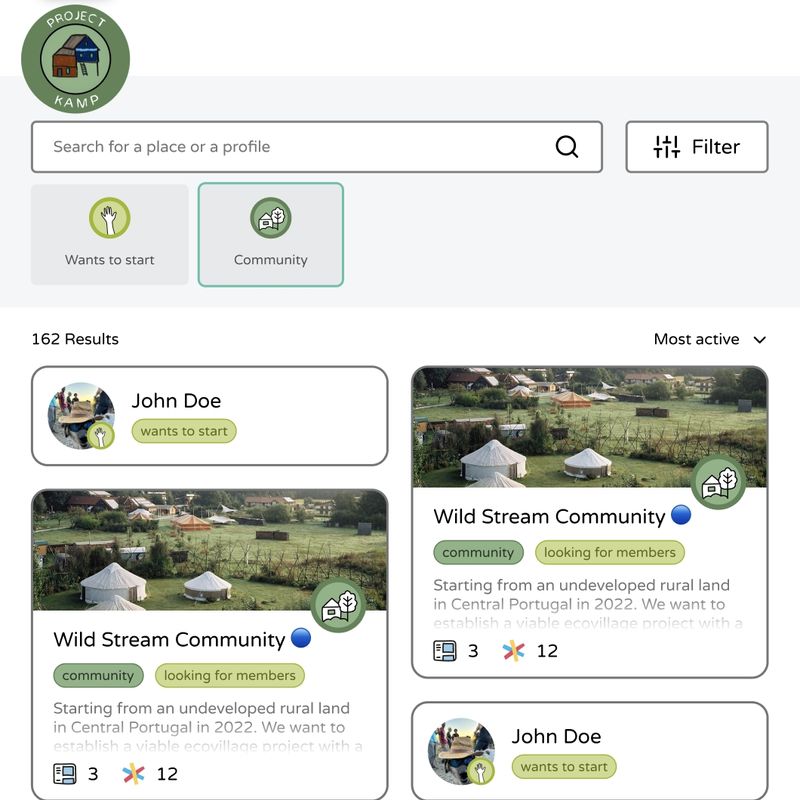 PROJECT
KAMP
Search for a place or a profile
Filter
Wants to start
Community
162 Results
Most active
John Doe
wants to start
Wild Stream Community
community
looking for members
Starting from an undeveloped rural land
in Central Portugal in 2022. We want to
establish a viable ecovillage project with a
3
12
Wild Stream Community
community
looking for members
Starting from an undeveloped rural land
in Central Portugal in 2022. We want to
establish a viable ecovillage project with a
3
12
John Doe
wants to start